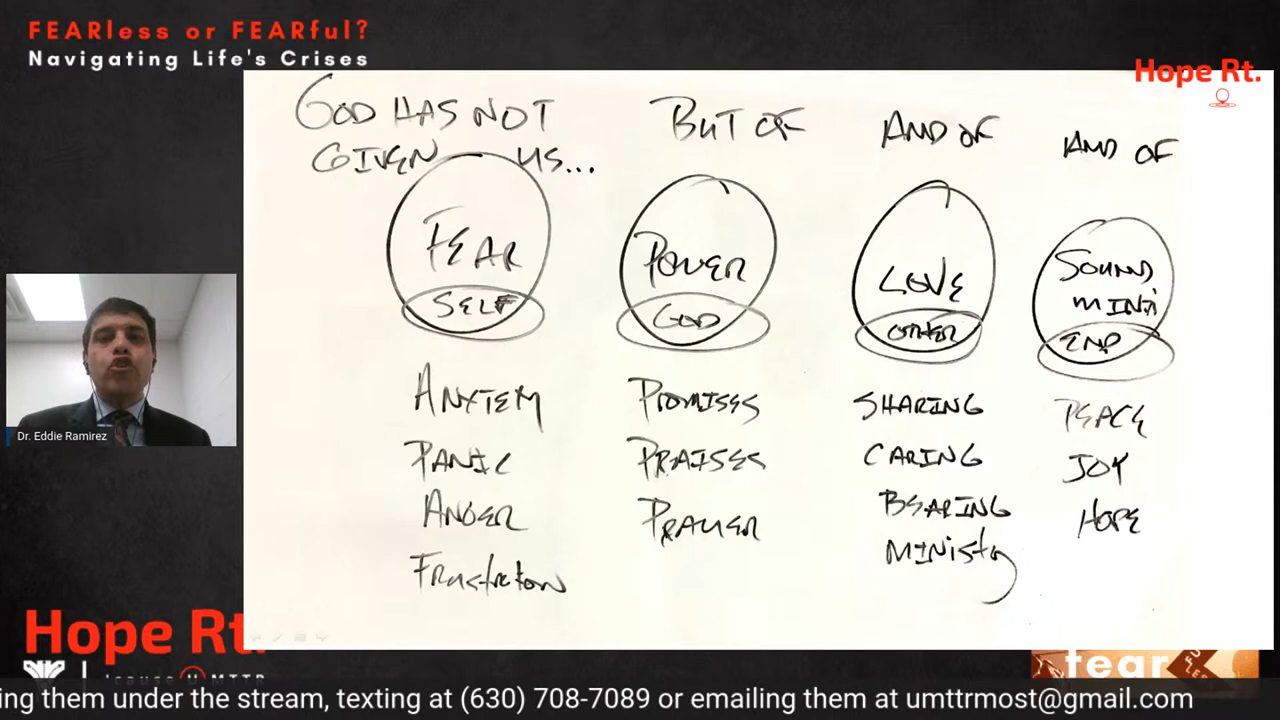 FEARless or FEARful?
Navigating Life's Crises
Hope Rt.
GOD HAS NOT
GIVEN US...
BUT OF
AND OF
AND OF
FEAR
SELF
POWER
GOD
LOVE
OTHER
SOUND
MIND
END
ANXIETY
PANIC
ANGER
Frustration
PROMISES
PRAISES
PRAYER
SHARING
CARING
BEARING
MINIStry
PEACE
JOY
HOPE
Dr. Eddie Ramirez
Hope Rt.
fear
ing them under the stream, texting at (630) 708-7089 or emailing them at umttrmost@gmail.com